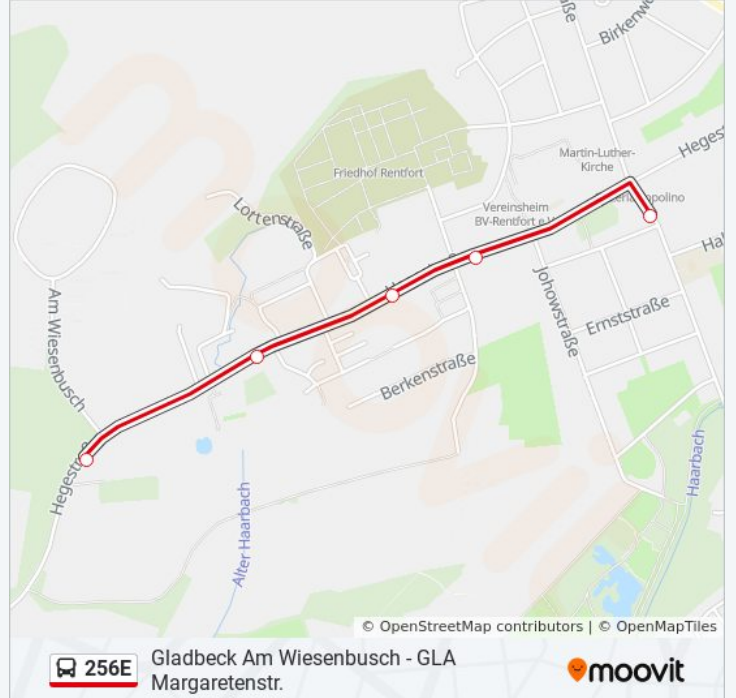 Birkenw
Martin-Luther-
Kirche
Heges
Friedhof Rentfort
Vereinsheim
BV-Rentfort e.V
Lortenstraße
Johowstraße
Ernststraße
Am Wiesenbusch
Berkenstraße
Hegestr
Haarbach
Alter Haarbach
© OpenStreetMap contributors | © OpenMapTiles
256E
Gladbeck Am Wiesenbusch - GLA
Margaretenstr.
moovit